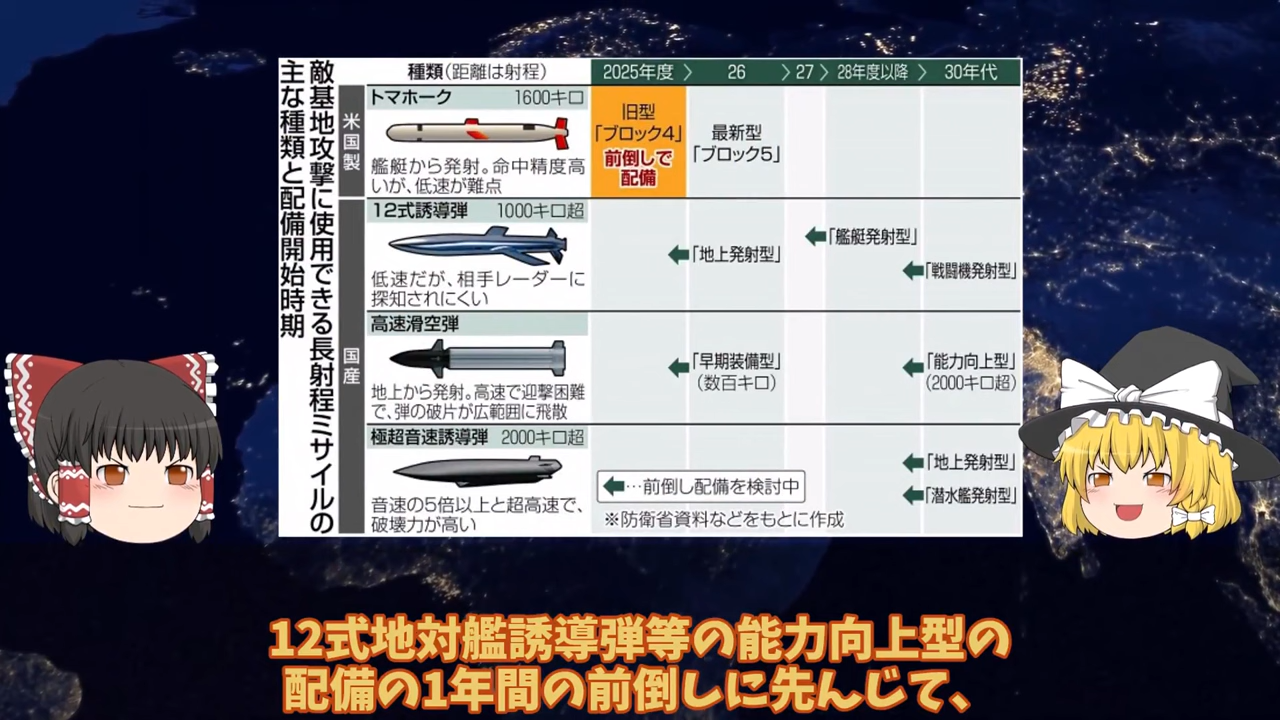 敵基地攻撃に使用できる長射程ミサイルの
主な種類と配備開始時期
種類(距離は射程)
2025年度 > 26 > 27 > 28年度以降 > 30年代
米国製
トマホーク 1600キロ
艦艇から発射。命中精度高
いが、低速が難点
旧型
「ブロック4」
前倒しで
配備
最新型
「ブロック5」
国産
12式誘導弾 1000キロ超
低速だが、相手レーダーに
探知されにくい
←「地上発射型」
←「艦艇発射型」
←「戦闘機発射型」
高速滑空弾
地上から発射。高速で迎撃困難
で、弾の破片が広範囲に飛散
←「早期装備型」
(数百キロ)
←「能力向上型」
(2000キロ超)
極超音速誘導弾 2000キロ超
音速の5倍以上と超高速で、
破壊力が高い
←「地上発射型」
←「潜水艦発射型」
←…前倒し配備を検討中
※防衛省資料などをもとに作成
12式地対艦誘導弾等の能力向上型の
配備の1年間の前倒しに先んじて、